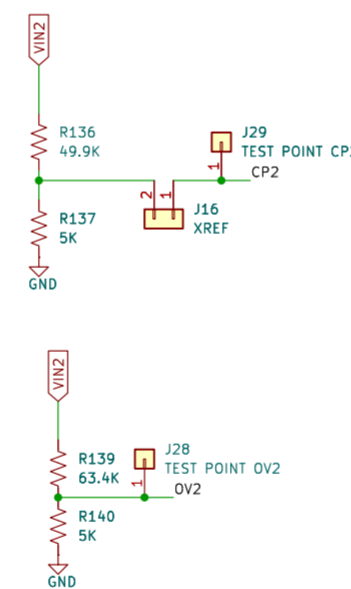 VIN2
R136
49.9K
J29
TEST POINT CP2
1
CP2
R137
5K
2
1
J16
XREF
GND
VIN2
R139
63.4K
J28
TEST POINT OV2
1
OV2
R140
5K
GND